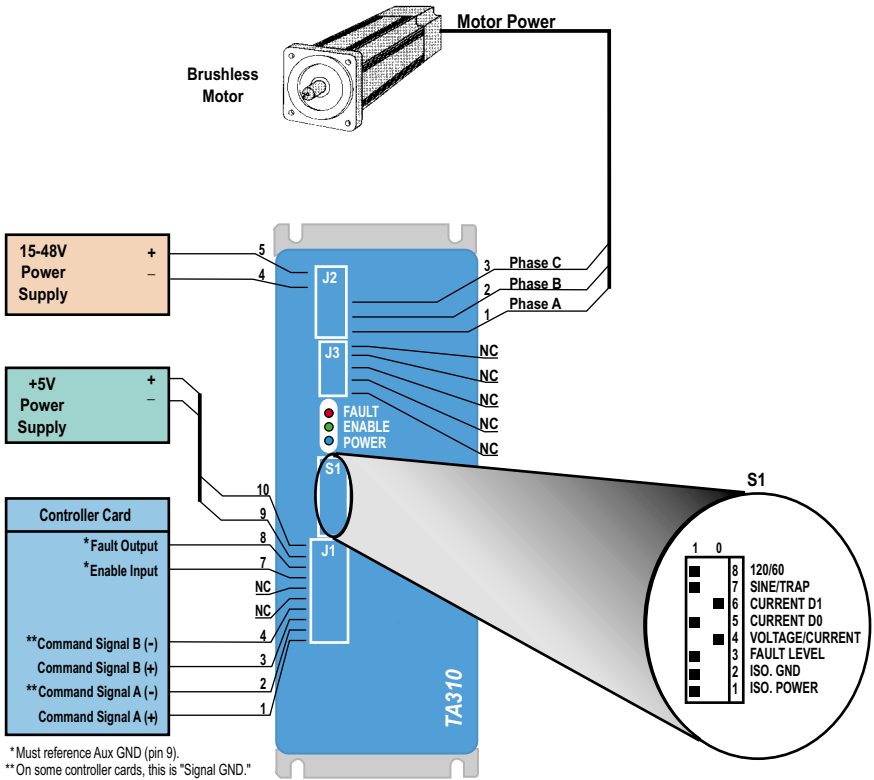 Motor Power
Brushless
Motor
15-48V +
Power −
Supply
5
4
J2
3 Phase C
2 Phase B
1 Phase A
J3
NC
NC
NC
NC
NC
+5V +
Power −
Supply
FAULT
ENABLE
POWER
S1
10
9
8
7
NC
NC
4
3
2
1
J1
Controller Card
*Fault Output
*Enable Input
**Command Signal B (-)
Command Signal B (+)
**Command Signal A (-)
Command Signal A (+)
TA310
S1
1 0
8 120/60
7 SINE/TRAP
6 CURRENT D1
5 CURRENT D0
4 VOLTAGE/CURRENT
3 FAULT LEVEL
2 ISO. GND
1 ISO. POWER
*Must reference Aux GND (pin 9).
**On some controller cards, this is "Signal GND."